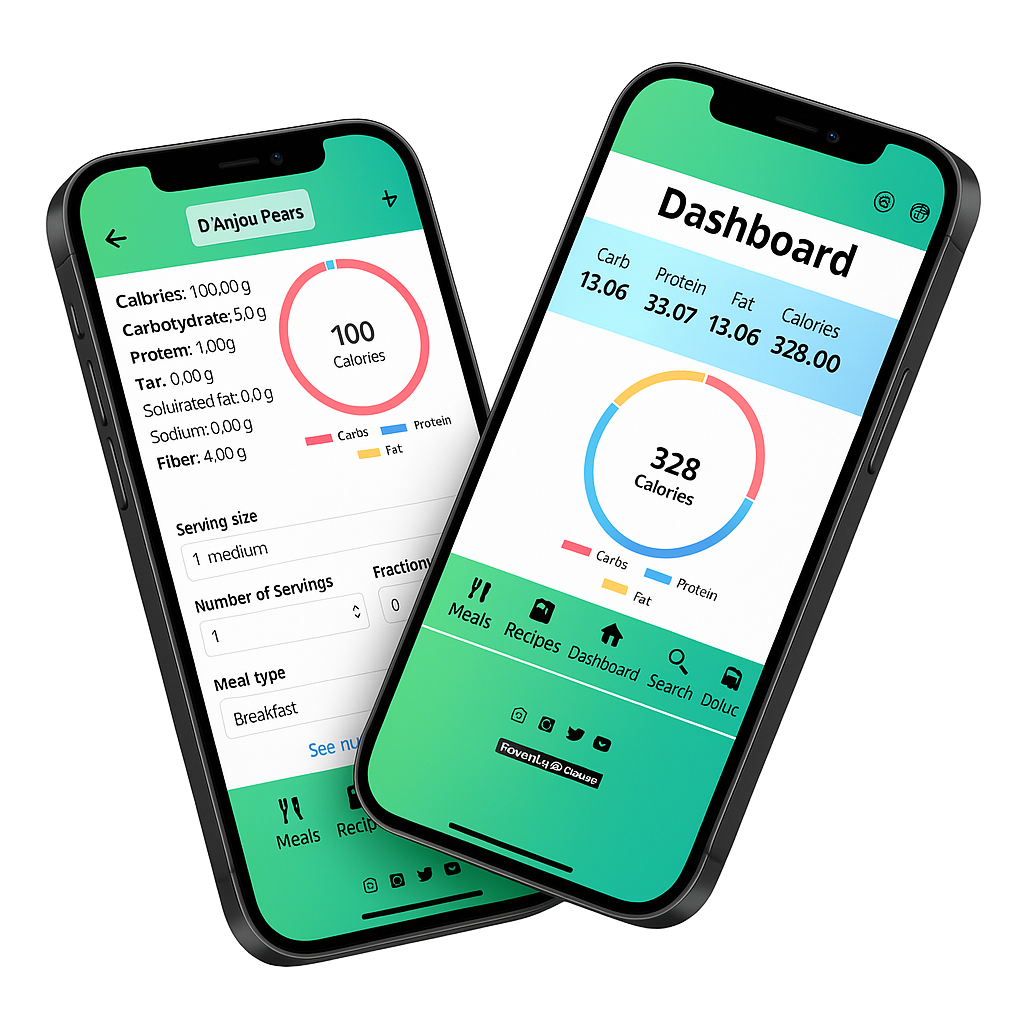 D'Anjou Pears
Calbries: 100,00 g
Carbotydrate; 5,0 g
Protem: 1,00g
Tar. 0,00 g
Soluirated fat: 0,0 g
Sodium: 0,00 g
Fiber: 4,00 g
100
Calories
Carbs
Protein
Fat
Serving size
1 medium
Number of Servings
Fraction
1
0
Meal type
Breakfast
See nu
Meals
Recip
Dashboard
Carb
Protein
Fat
Calories
13.06
33.07
13.06
328.00
328
Calories
Carbs
Protein
Fat
Meals
Recipes
Dashboard
Search
Doluc
FovenLy @ Clause